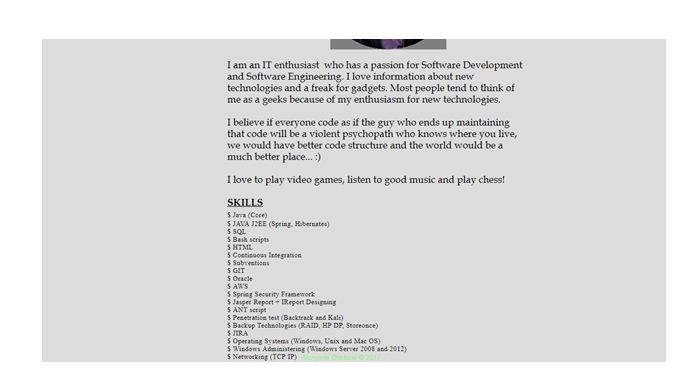 I am an IT enthusiast who has a passion for Software Development
and Software Engineering. I love information about new
technologies and a freak for gadgets. Most people tend to think of
me as a geeks because of my enthusiasm for new technologies.
I believe if everyone code as if the guy who ends up maintaining
that code will be a violent psychopath who knows where you live,
we would have better code structure and the world would be a
much better place... :)
I love to play video games, listen to good music and play chess!
SKILLS
$ Java (Core)
$ JAVA J2EE (Spring, Hibernates)
$ SQL
$ Bash scripts
$ HTML
$ Continuous Integration
$ Subventions
$ GIT
$ Oracle
$ AWS
$ Spring Security Framework
$ Jasper Report + IReport Designing
$ ANT script
$ Penetration test (Backtrack and Kali)
$ Backup Technologies (RAID, HP DP, Storeonce)
$ JIRA
$ Operating Systems (Windows, Unix and Mac OS)
$ Windows Administering (Windows Server 2008 and 2012)
$ Networking (TCP/IP)